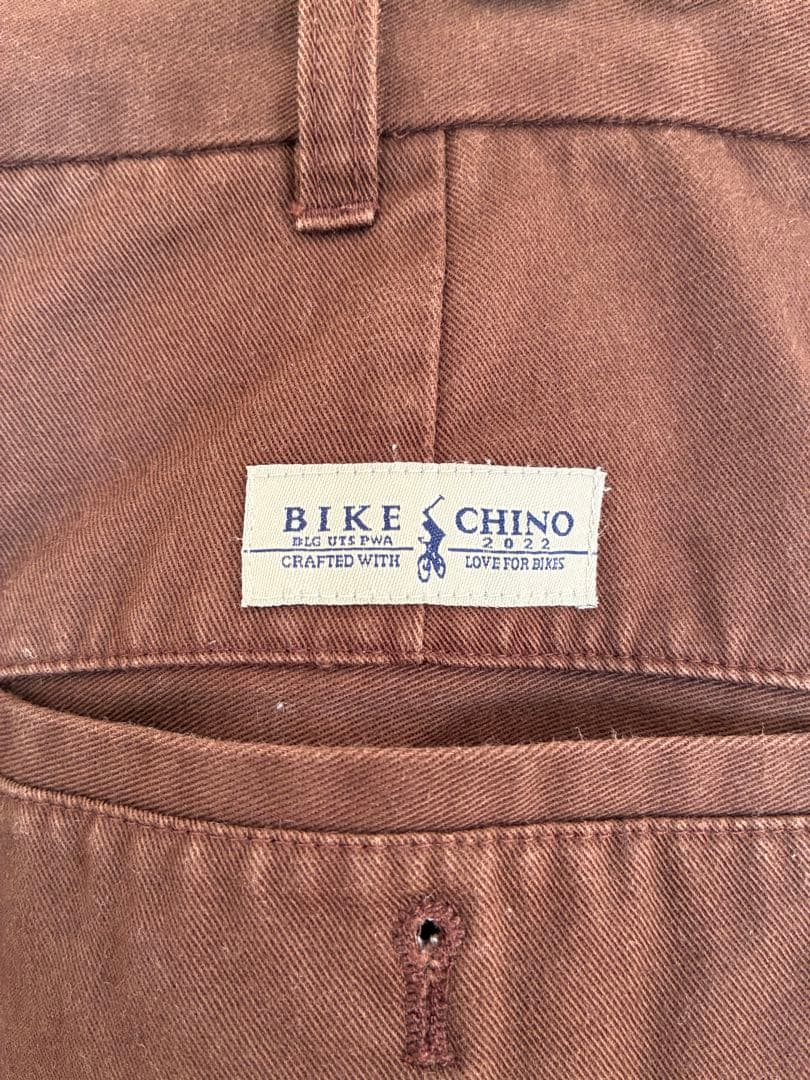 BIKE CHINO
BLG UTS PWA 2022
CRAFTED WITH LOVE FOR BIKES